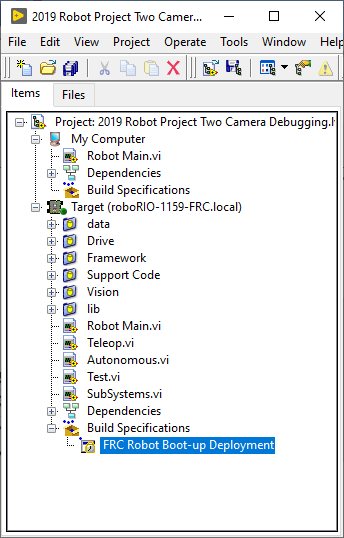 2019 Robot Project Two Camera...
File Edit View Project Operate Tools Window Help
Items Files
Project: 2019 Robot Project Two Camera Debugging.l
My Computer
Robot Main.vi
Dependencies
Build Specifications
Target (roboRIO-1159-FRC.local)
data
Drive
Framework
Support Code
Vision
lib
Robot Main.vi
Teleop.vi
Autonomous.vi
Test.vi
SubSystems.vi
Dependencies
Build Specifications
FRC Robot Boot-up Deployment